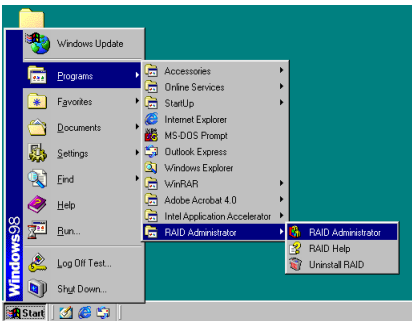 Windows Update
Programs
Favorites
Documents
Settings
Find
Help
Run...
Log Off Test...
Shut Down...
Windows98
Accessories
Online Services
StartUp
Internet Explorer
MS-DOS Prompt
Outlook Express
Windows Explorer
WinRAR
Adobe Acrobat 4.0
Intel Application Accelerator
RAID Administrator
RAID Administrator
RAID Help
Uninstall RAID
Start